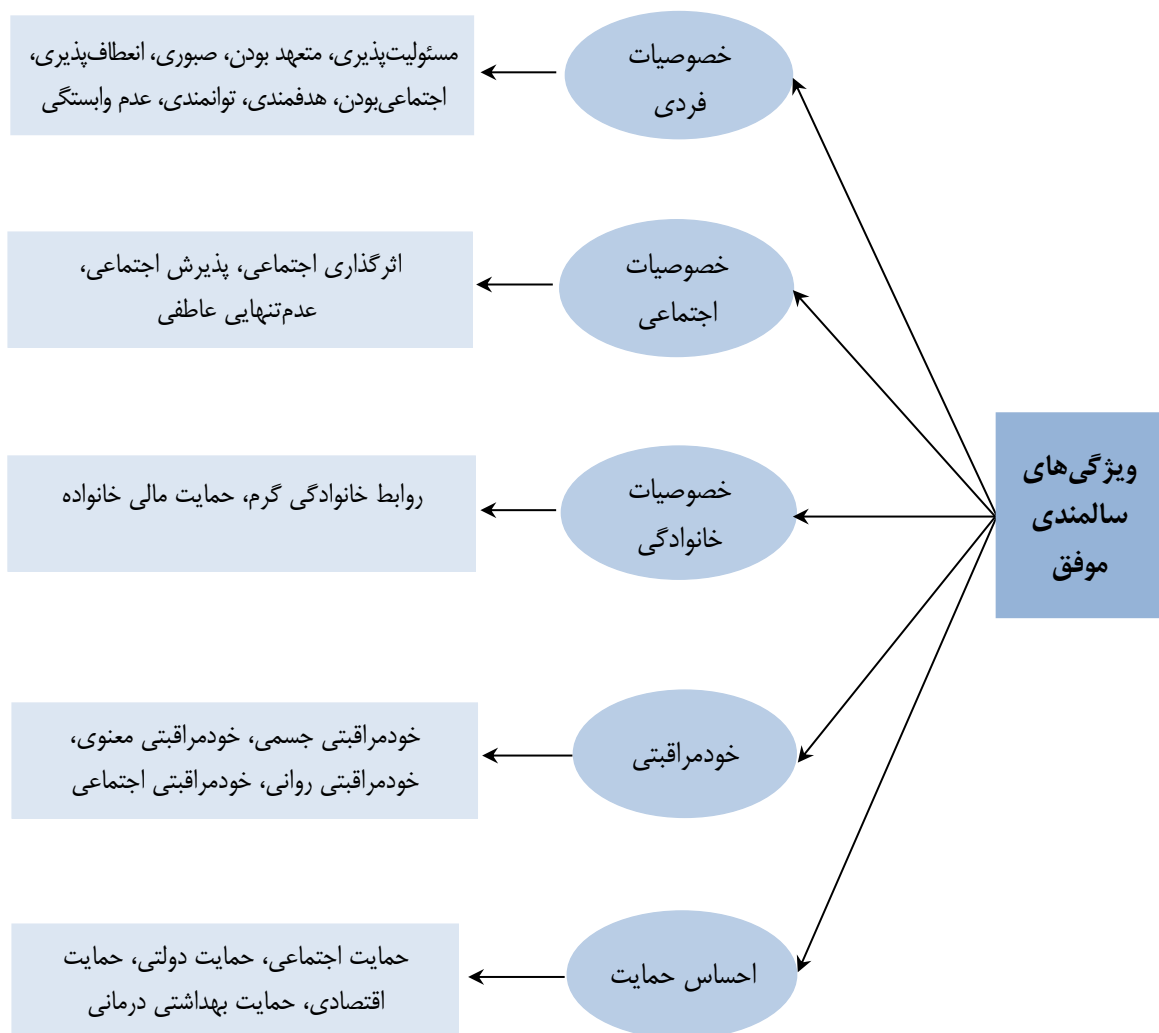 ویژگی‌های
سالمندی
موفق
خصوصیات
فردی
مسئولیت‌پذیری، متعهد بودن، صبوری، انعطاف‌پذیری،
اجتماعی‌بودن، هدفمندی، توانمندی، عدم وابستگی
خصوصیات
اجتماعی
اثرگذاری اجتماعی، پذیرش اجتماعی،
عدم‌تنهایی عاطفی
خصوصیات
خانوادگی
روابط خانوادگی گرم، حمایت مالی خانواده
خودمراقبتی
خودمراقبتی جسمی، خودمراقبتی معنوی،
خودمراقبتی روانی، خودمراقبتی اجتماعی
احساس حمایت
حمایت اجتماعی، حمایت دولتی، حمایت
اقتصادی، حمایت بهداشتی درمانی